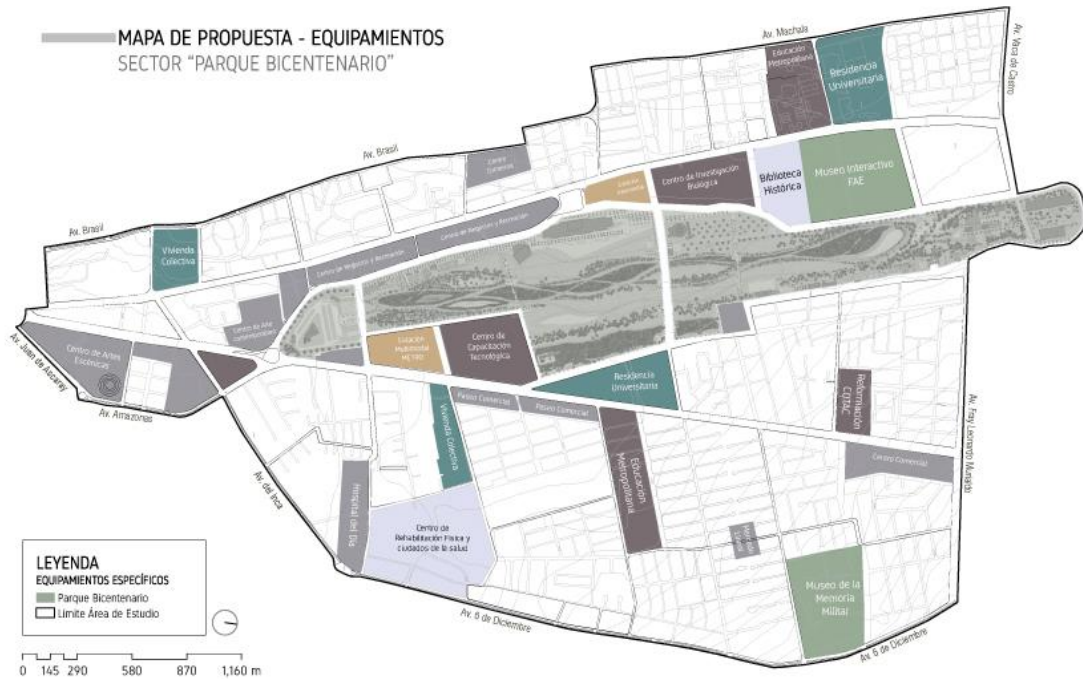 MAPA DE PROPUESTA - EQUIPAMIENTOS
SECTOR "PARQUE BICENTENARIO"
Av. Machala
Av. Vaca de Castro
Educación
Metropolitana
Residencia
Universitaria
Av. Brasil
Centro
Centro de Investigación
Biológica
Biblioteca
Histórica
Museo Interactivo
FAE
Av. Brasil
Vivienda
Colectiva
Centro de Negocios y Recreación
Centro de Negocios y Recreación
Centro de Arte
Contemporáneo
Centro de Artes
Escénicas
Av. Juan de Ascaray
Av. Amazonas
Estación
Multimodal
METRO
Centro de
Capacitación
Tecnológica
Residencia
Universitaria
Reformación
COTAC
Paseo Comercial
Paseo Comercial
Vivienda Colectiva
Educación
Metropolitana
Centro Comercial
Av. Fray Leonardo Murialdo
Av. del Inca
Hospital del Día
Centro de
Rehabilitación Física y
ciudados de la salud
Museo de la
Memoria
Militar
Av. 6 de Diciembre
Av. 6 de Diciembre
LEYENDA
EQUIPAMIENTOS ESPECÍFICOS
Parque Bicentenario
Limite Área de Estudio
0 145 290 580 870 1,160 m